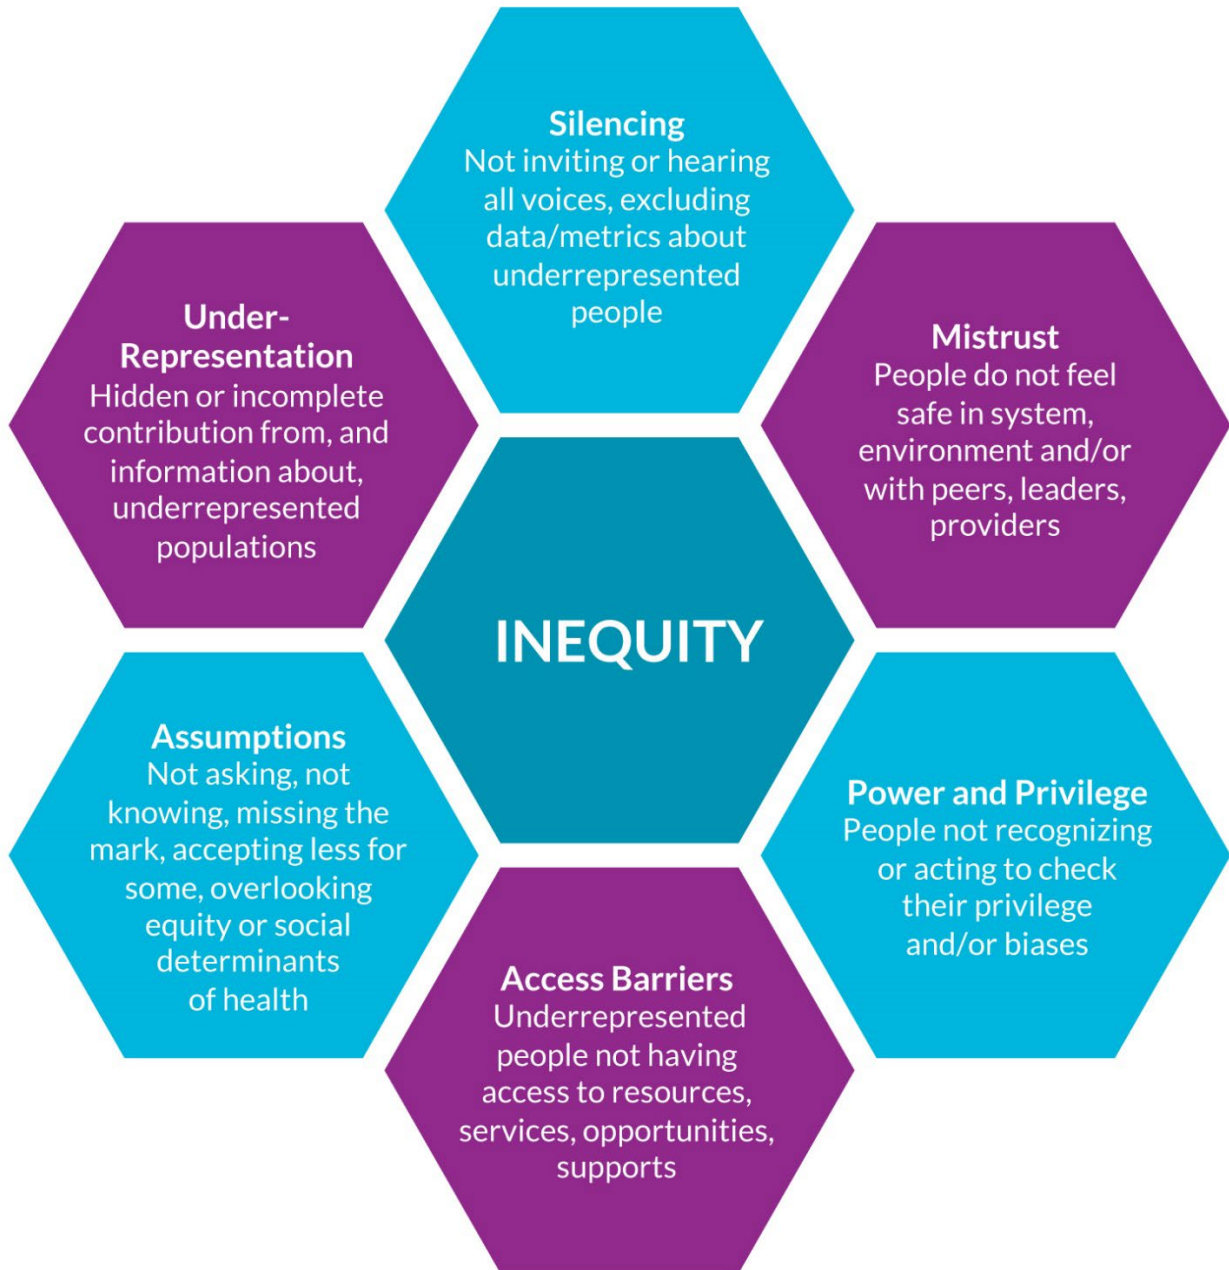 Silencing
Not inviting or hearing
all voices, excluding
data/metrics about
underrepresented
people
Under-
Representation
Hidden or incomplete
contribution from, and
information about,
underrepresented
populations
Mistrust
People do not feel
safe in system,
environment and/or
with peers, leaders,
providers
INEQUITY
Assumptions
Not asking, not
knowing, missing the
mark, accepting less for
some, overlooking
equity or social
determinants
of health
Power and Privilege
People not recognizing
or acting to check
their privilege
and/or biases
Access Barriers
Underrepresented
people not having
access to resources,
services, opportunities,
supports